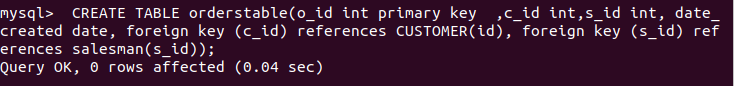 mysql>  CREATE TABLE orderstable(o_id int primary key  ,c_id int,s_id int, date_
created date, foreign key (c_id) references CUSTOMER(id), foreign key (s_id) ref
erences salesman(s_id));
Query OK, 0 rows affected (0.04 sec)